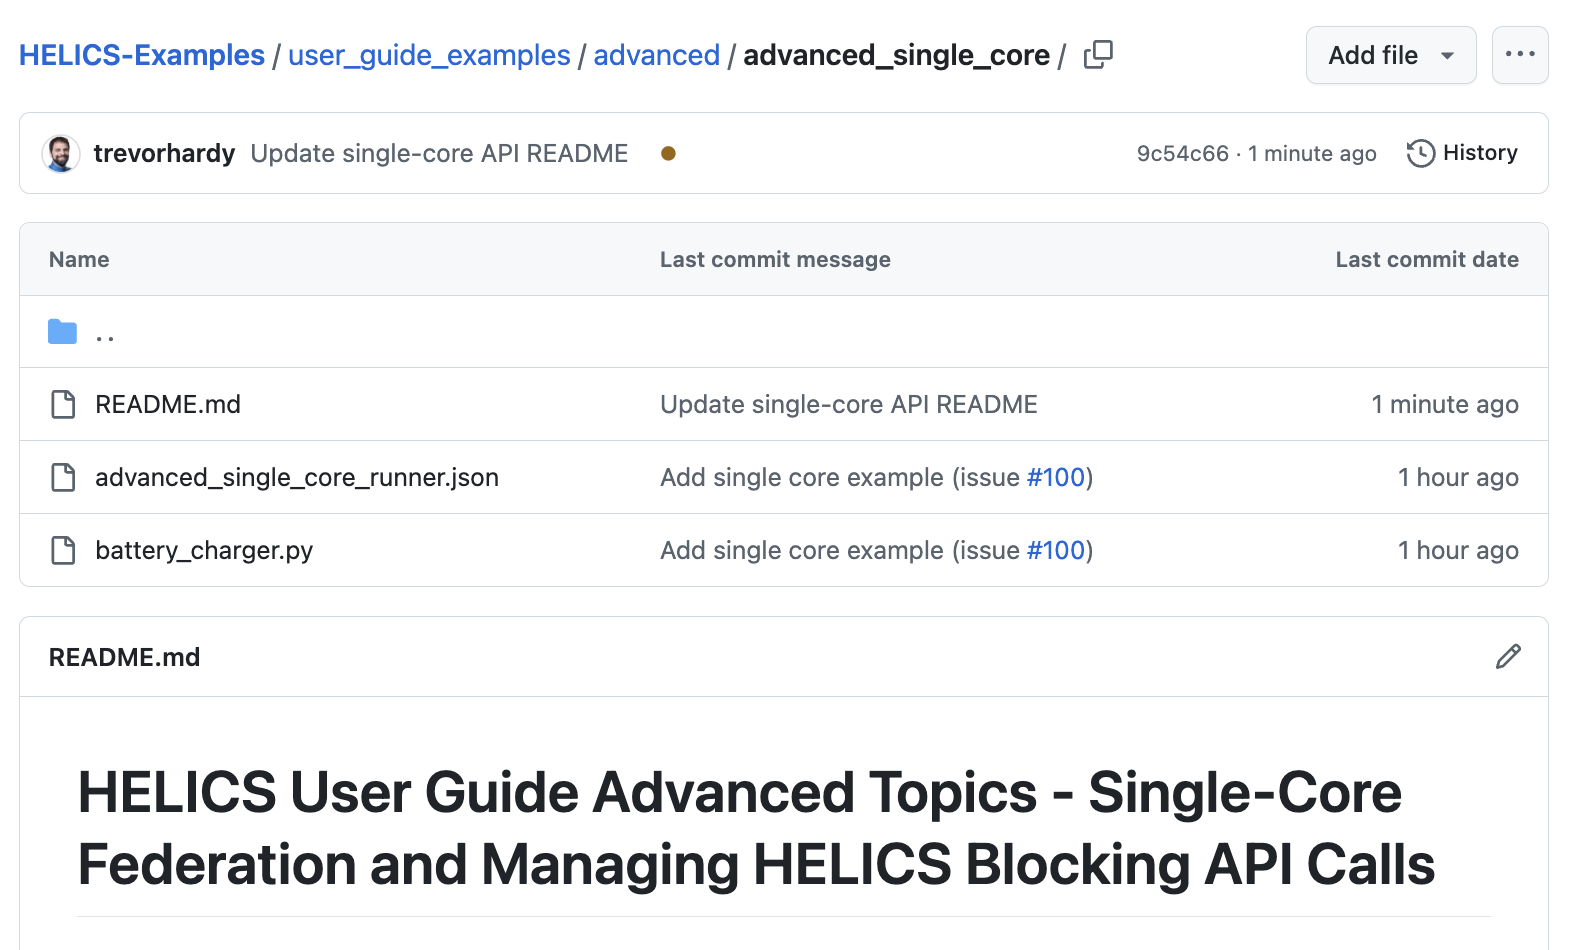 HELICS-Examples / user_guide_examples / advanced / advanced_single_core /
Add file
trevorhardy Update single-core API README
9c54c66 · 1 minute ago
History
Name Last commit message Last commit date
..
README.md Update single-core API README 1 minute ago
advanced_single_core_runner.json Add single core example (issue #100) 1 hour ago
battery_charger.py Add single core example (issue #100) 1 hour ago
README.md
HELICS User Guide Advanced Topics - Single-Core
Federation and Managing HELICS Blocking API Calls